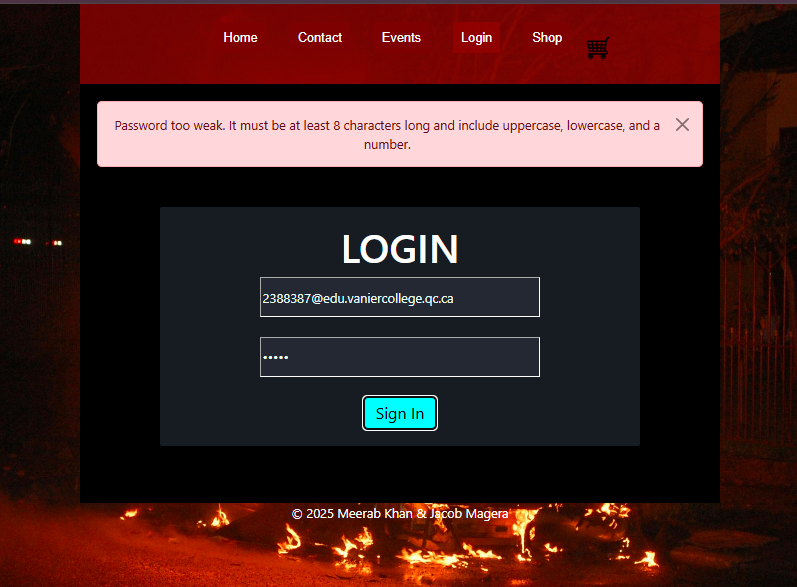 Home Contact Events Login Shop
Password too weak. It must be at least 8 characters long and include uppercase, lowercase, and a
number.
LOGIN
2388387@edu.vaniercollege.qc.ca
•••••
Sign In
© 2025 Meerab Khan & Jacob Magera